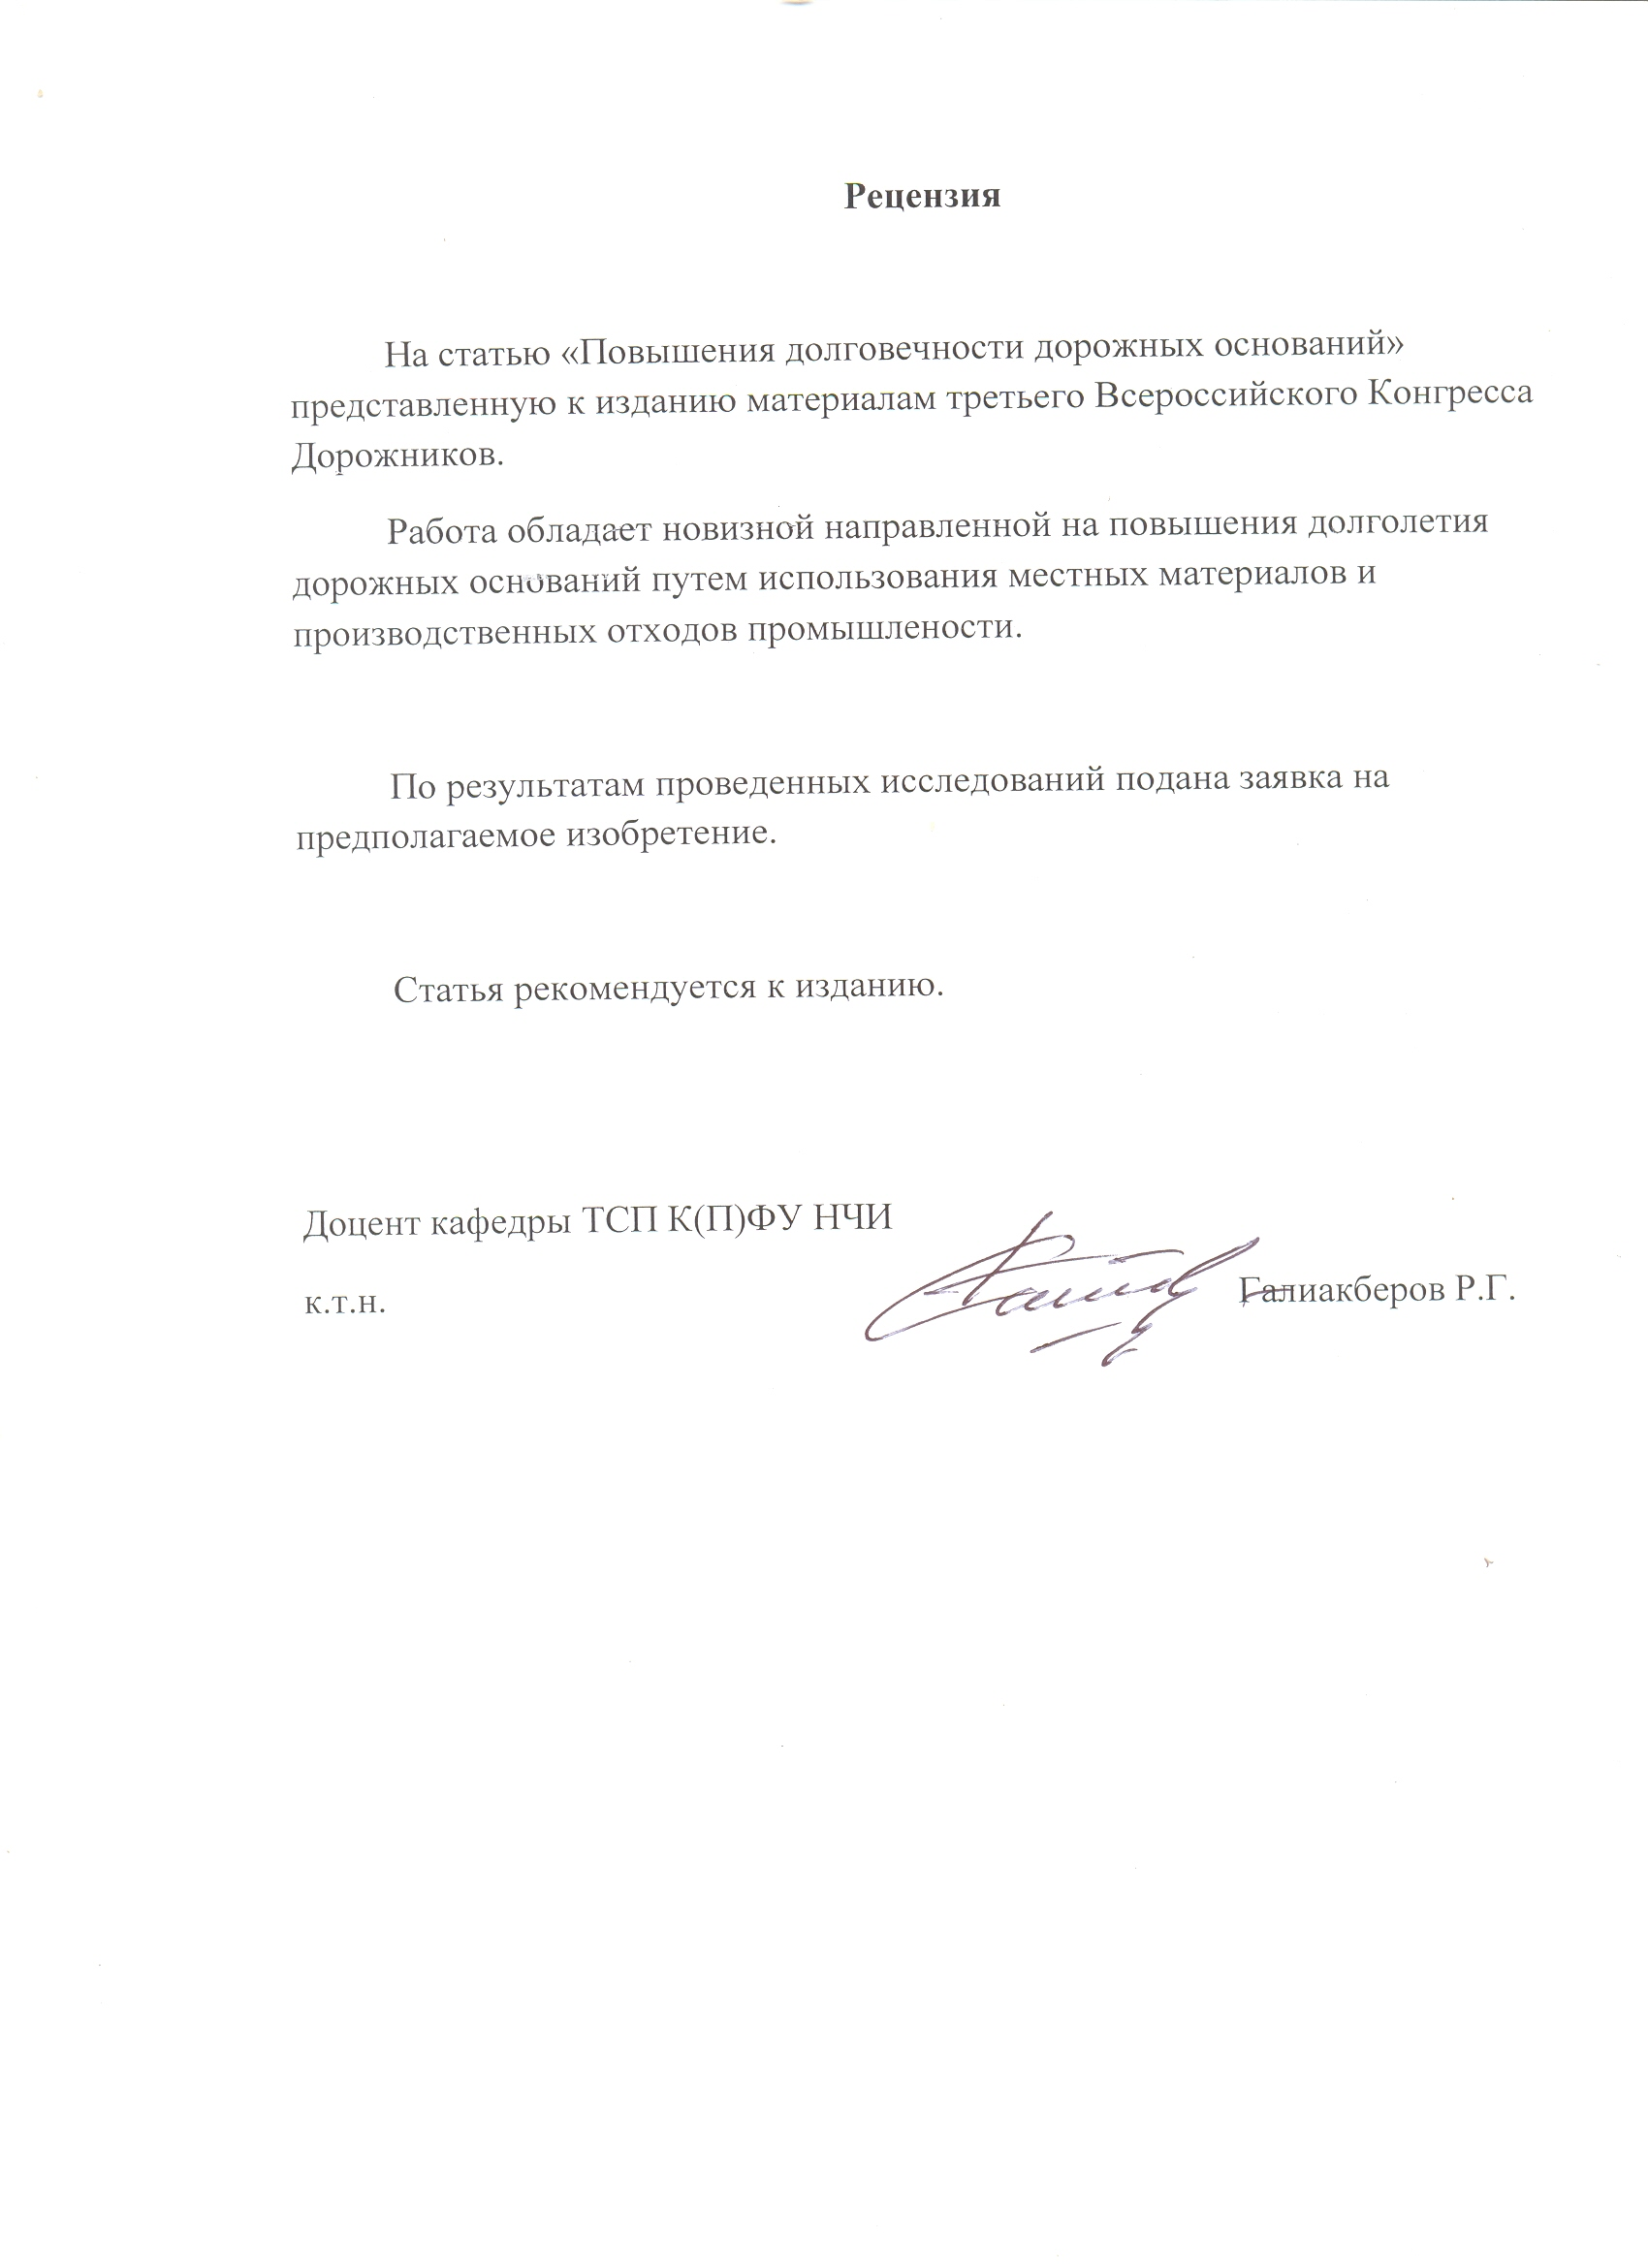 Рецензия
На статью «Повышения долговечности дорожных оснований»
представленную к изданию материалам третьего Всероссийского Конгресса
Дорожников.
Работа обладает новизной направленной на повышения долголетия
дорожных оснований путем использования местных материалов и
производственных отходов промышлености.
По результатам проведенных исследований подана заявка на
предполагаемое изобретение.
Статья рекомендуется к изданию.
Доцент кафедры ТСП К(П)ФУ НЧИ
к.т.н. Галиакберов Р.Г.